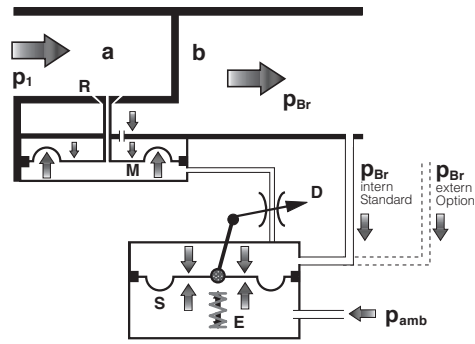 a
b
p1
R
pBr
M
D
pBr
intern
Standard
pBr
extern
Option
S
E
pamb